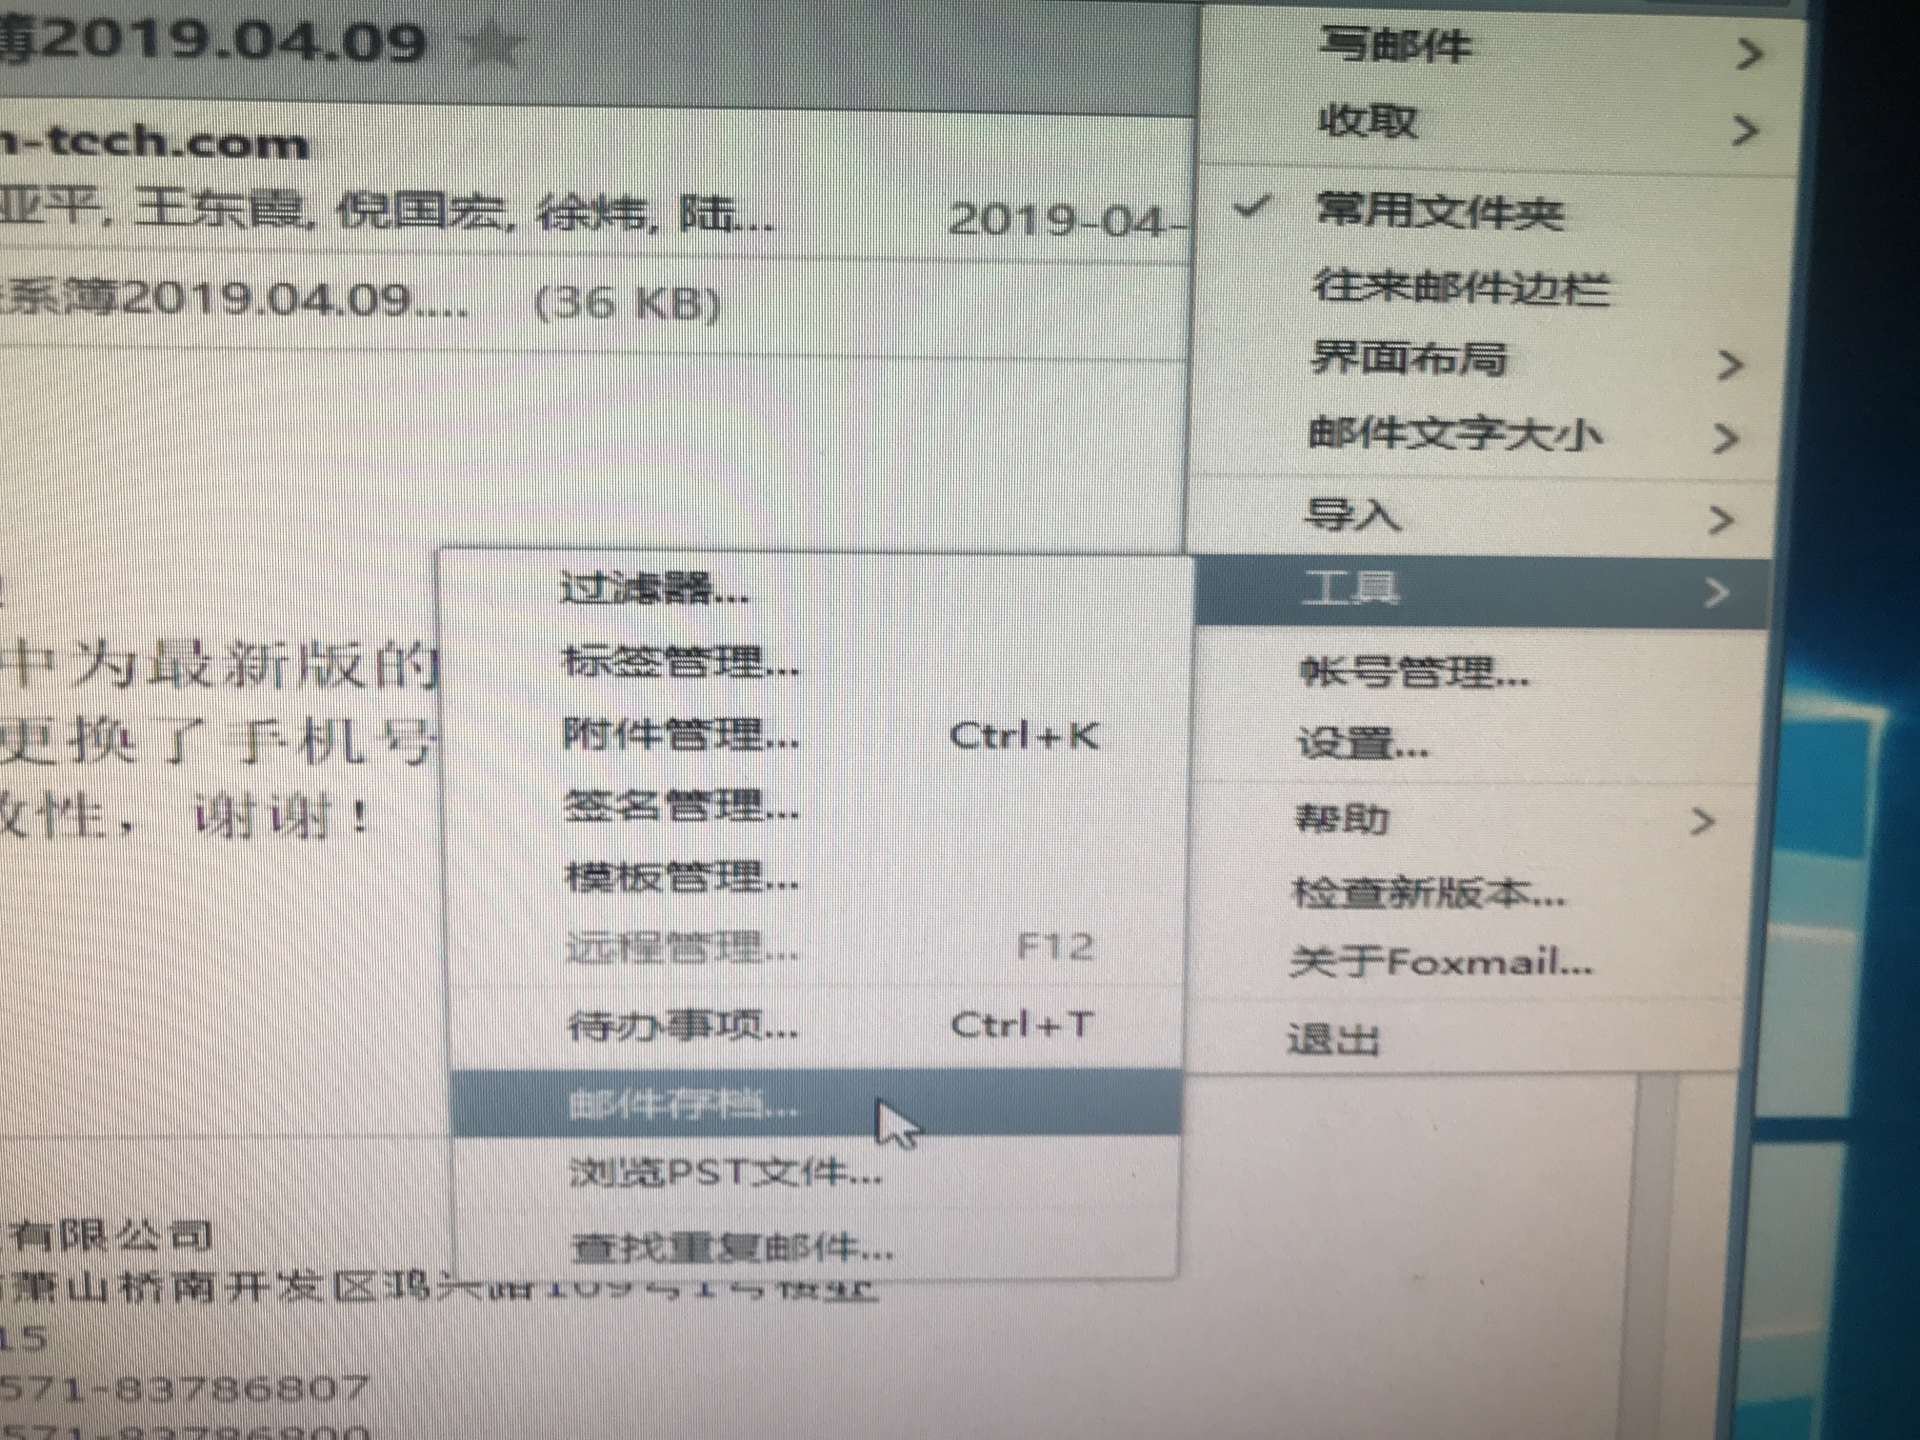 簿2019.04.09
-tech.com
亚平, 王东霞, 倪国宏, 徐炜, 陆...
2019-04-
系簿2019.04.09....
(36 KB)
中为最新版的
更换了手机号
效性，谢谢！
有限公司
萧山桥南开发区鸿兴路109号1号楼
15
571-83786807
写邮件
收取
常用文件夹
往来邮件边栏
界面布局
邮件文字大小
导入
工具
帐号管理...
设置...
帮助
检查新版本...
关于Foxmail...
退出
过滤器...
标签管理...
附件管理... Ctrl+K
签名管理...
模板管理...
远程管理... F12
待办事项... Ctrl+T
邮件存档...
浏览PST文件...
查找重复邮件...